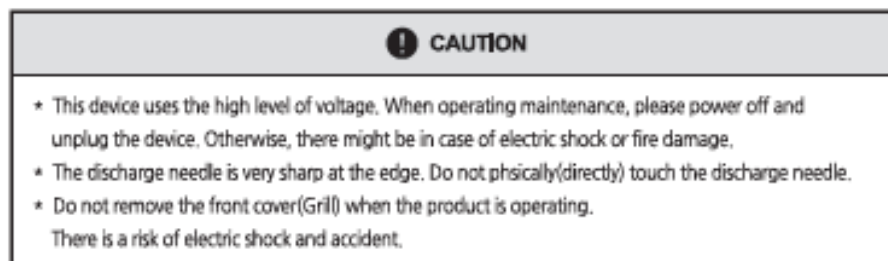 CAUTION
* This device uses the high level of voltage. When operating maintenance, please power off and
unplug the device. Otherwise, there might be in case of electric shock or fire damage.
* The discharge needle is very sharp at the edge. Do not phsically(directly) touch the discharge needle.
* Do not remove the front cover(Grill) when the product is operating.
There is a risk of electric shock and accident.